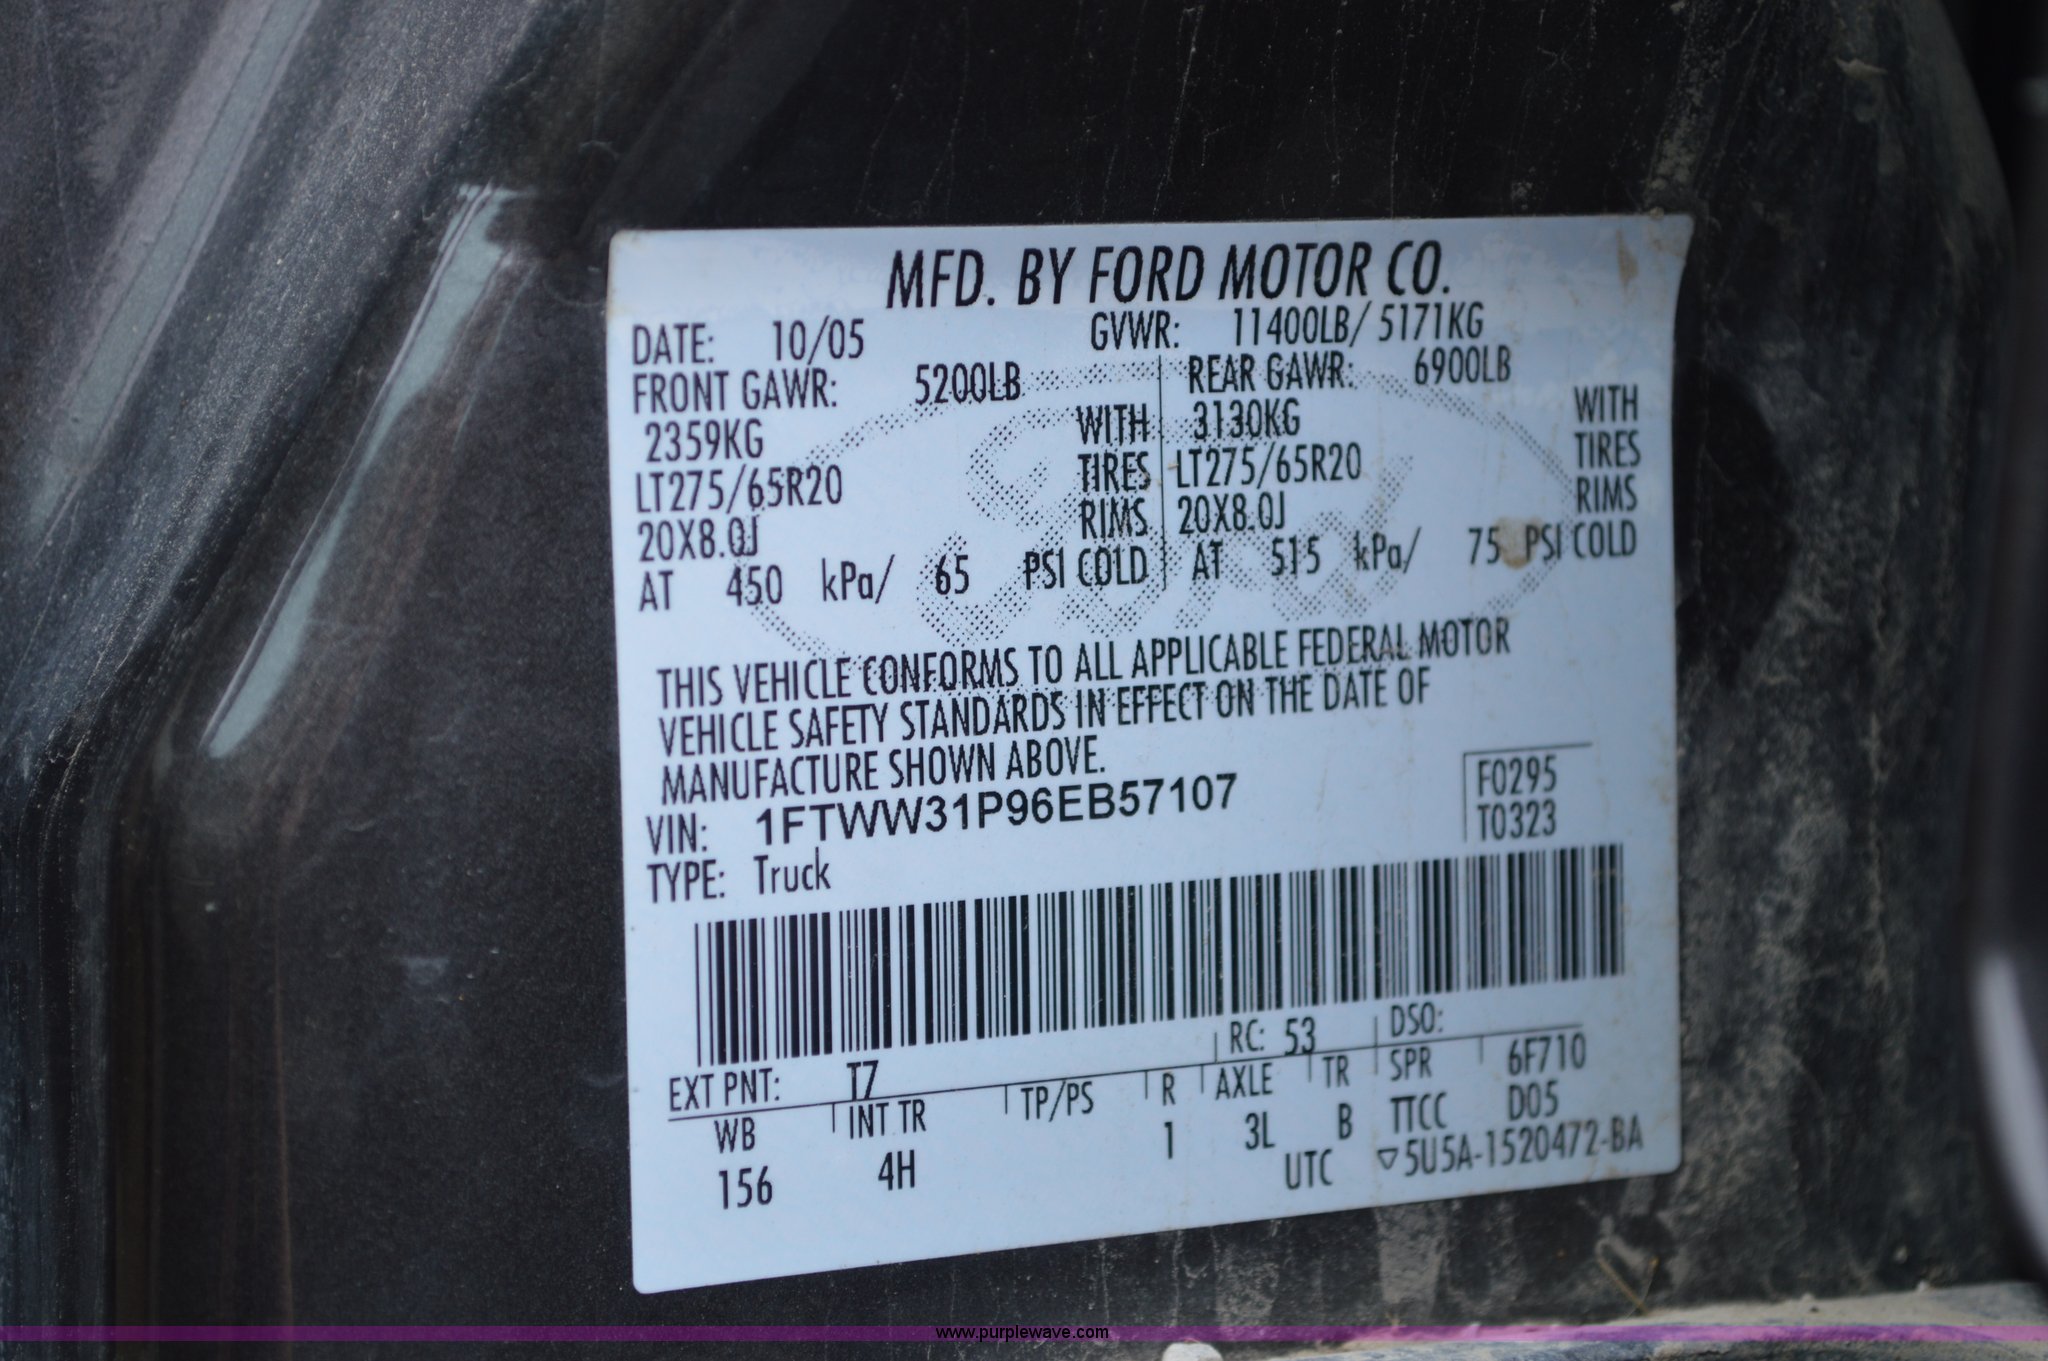 MFD. BY FORD MOTOR CO.
DATE: 10/05 GVWR: 11400LB/ 5171KG
FRONT GAWR: 5200LB REAR GAWR: 6900LB
2359KG WITH 3130KG WITH
LT275/65R20 TIRES LT275/65R20 TIRES
20X8.0J RIMS 20X8.0J RIMS
AT 450 kPa/ 65 PSI COLD AT 515 kPa/ 75 PSI COLD
THIS VEHICLE CONFORMS TO ALL APPLICABLE FEDERAL MOTOR
VEHICLE SAFETY STANDARDS IN EFFECT ON THE DATE OF
MANUFACTURE SHOWN ABOVE.
VIN: 1FTWW31P96EB57107
F0295
T0323
TYPE: Truck
EXT PNT: T7 RC: 53 DSO:
WB INT TR TP/PS R AXLE TR SPR 6F710
156 4H 1 3L B TTCC D05
UTC ▽5U5A-1520472-BA
www.purplewave.com